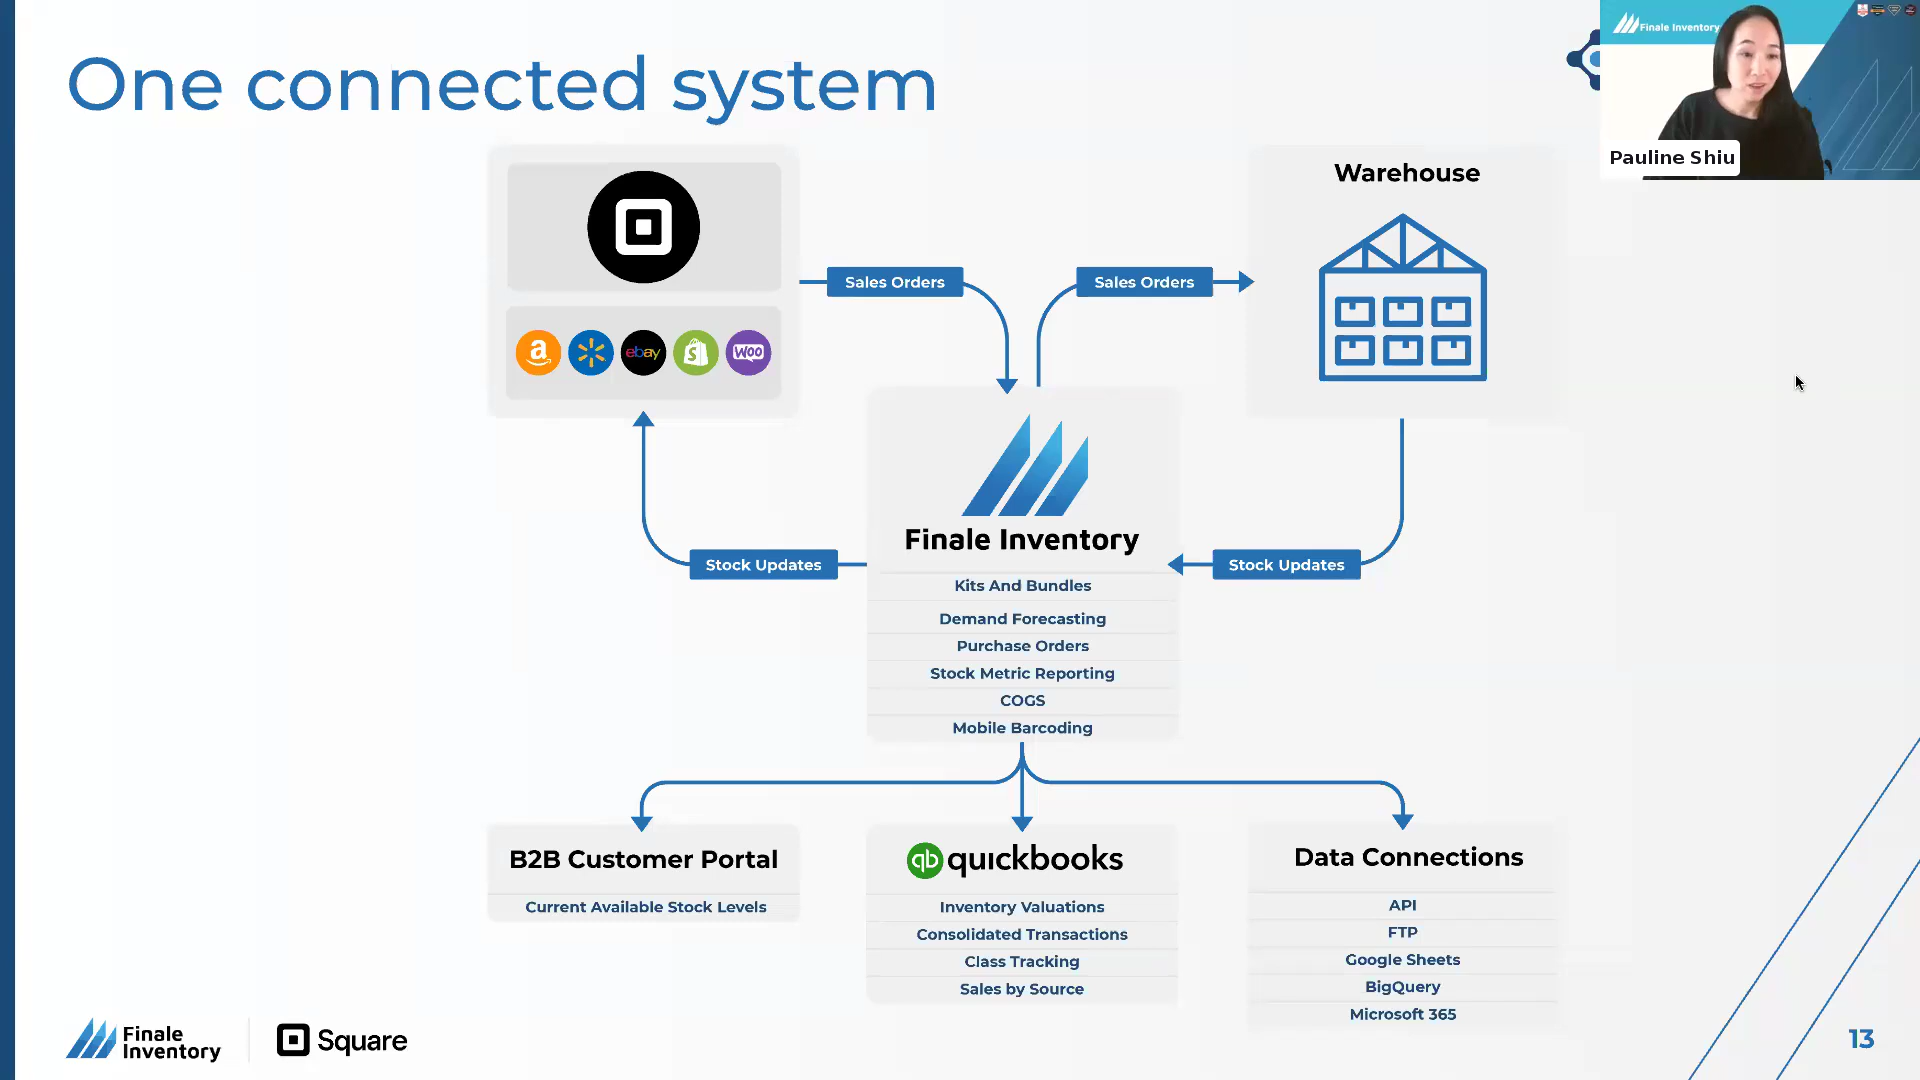 One connected system
Finale Inventory
Pauline Shiu
Warehouse
Sales Orders
Sales Orders
a
ebay
S
WOO
Finale Inventory
Stock Updates
Stock Updates
Kits And Bundles
Demand Forecasting
Purchase Orders
Stock Metric Reporting
COGS
Mobile Barcoding
B2B Customer Portal
Current Available Stock Levels
qb quickbooks
Inventory Valuations
Consolidated Transactions
Class Tracking
Sales by Source
Data Connections
API
FTP
Google Sheets
BigQuery
Microsoft 365
Finale
Inventory
Square
13